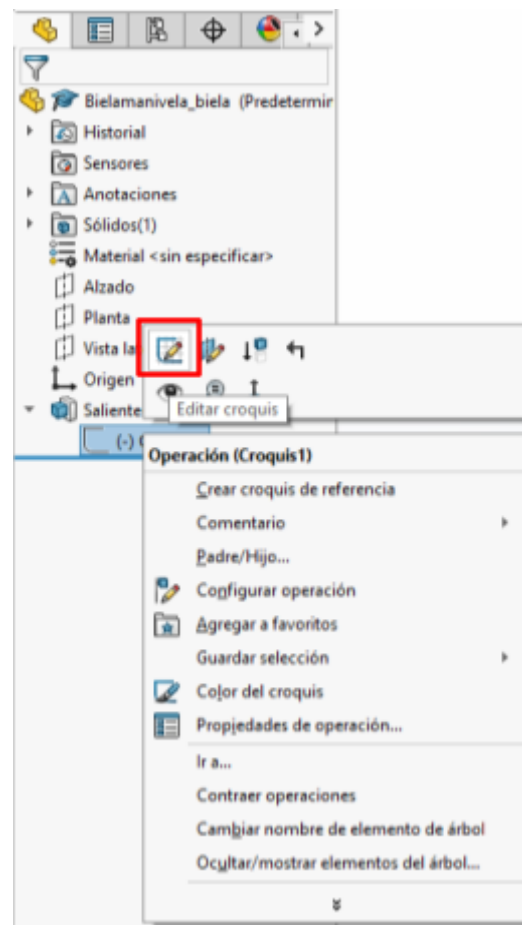 Bielamanivela_biela (Predetermin
Historial
Sensores
Anotaciones
Sólidos(1)
Material <sin especificar>
Alzado
Planta
Vista la
Origen
Saliente
Editar croquis
(-) C
Operación (Croquis1)
Crear croquis de referencia
Comentario
Padre/Hijo...
Configurar operación
Agregar a favoritos
Guardar selección
Color del croquis
Propiedades de operación...
Ir a...
Contraer operaciones
Cambiar nombre de elemento de árbol
Ocultar/mostrar elementos del árbol...